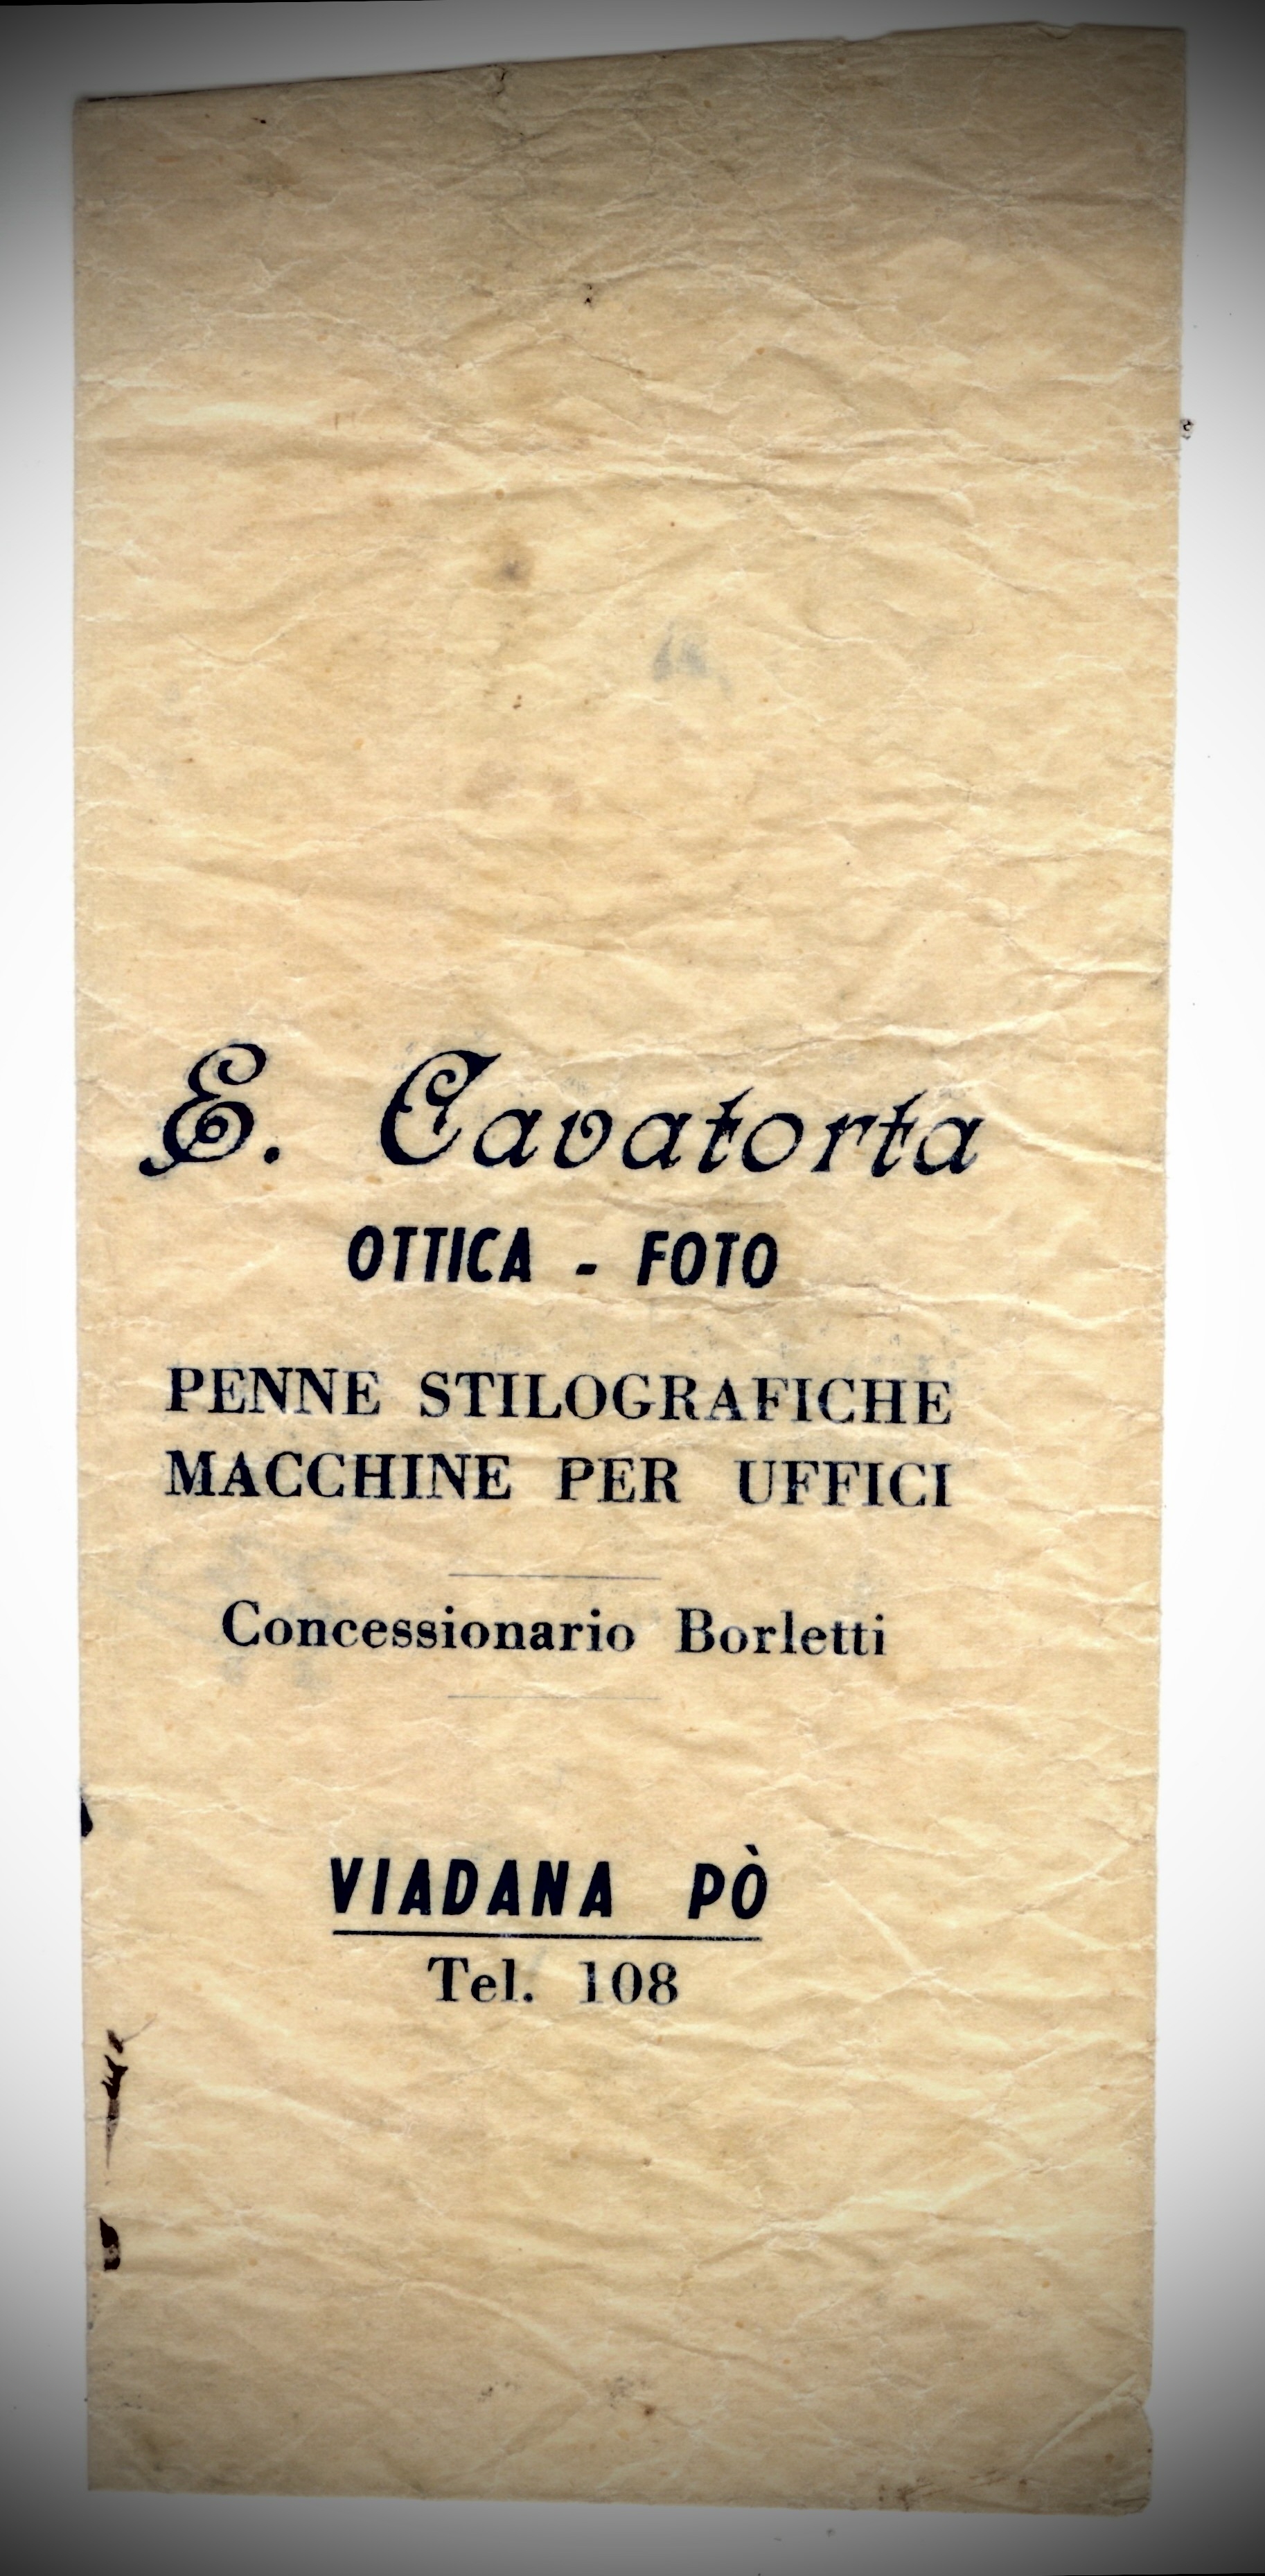 E. Cavatorta
OTTICA - FOTO
PENNE STILOGRAFICHE
MACCHINE PER UFFICI
Concessionario Borletti
VIADANA PÒ
Tel. 108